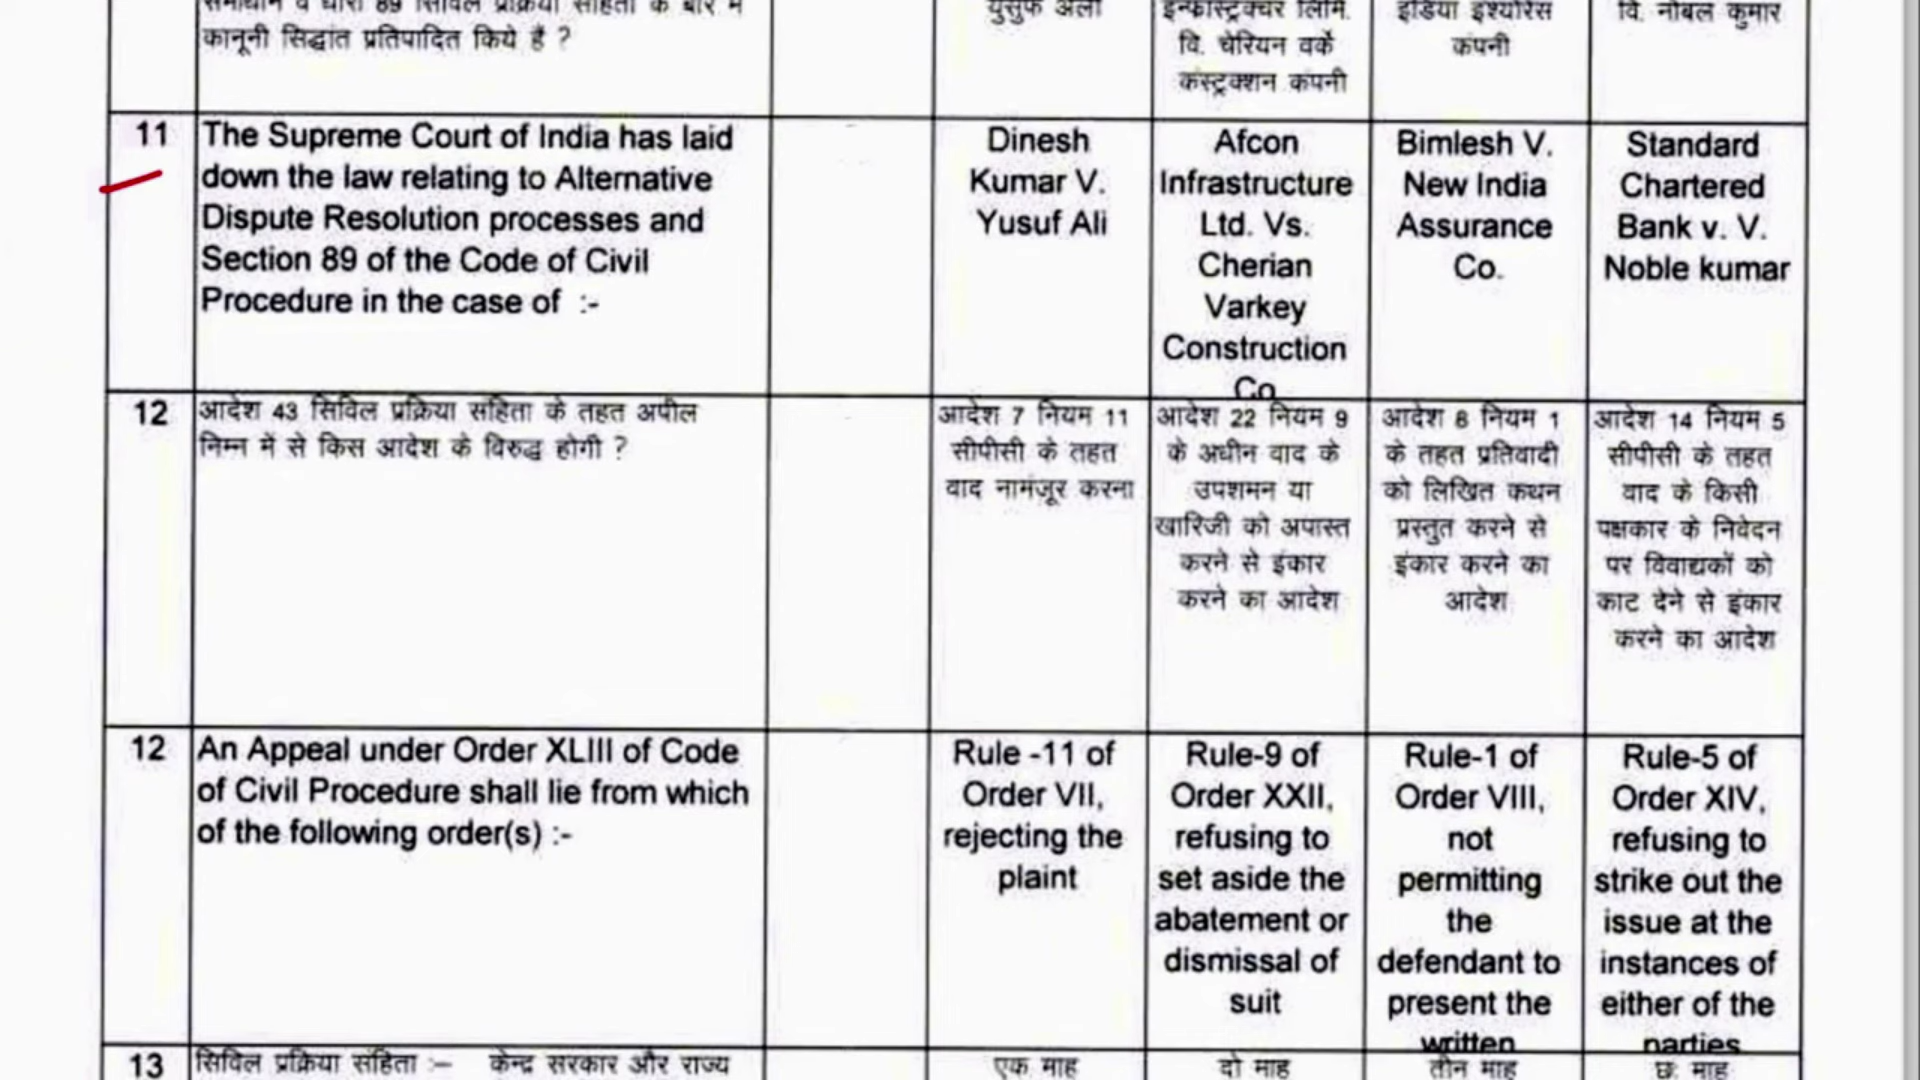 समाधान व धारा 89 सिविल प्रक्रिया संहिता के बारे में
कानूनी सिद्धांत प्रतिपादित किये हैं ?
युसुफ अली
इन्फ्रास्ट्रक्चर लिमि.
वि. चेरियन वर्के
कंस्ट्रक्शन कंपनी
इंडिया इंश्योरेंस
कंपनी
वि. नोबल कुमार
11
The Supreme Court of India has laid
down the law relating to Alternative
Dispute Resolution processes and
Section 89 of the Code of Civil
Procedure in the case of :-
Dinesh
Kumar V.
Yusuf Ali
Afcon
Infrastructure
Ltd. Vs.
Cherian
Varkey
Construction
Co
Bimlesh V.
New India
Assurance
Co.
Standard
Chartered
Bank v. V.
Noble kumar
12
आदेश 43 सिविल प्रक्रिया संहिता के तहत अपील
निम्न में से किस आदेश के विरुद्ध होगी ?
आदेश 7 नियम 11
सीपीसी के तहत
वाद नामंजूर करना
आदेश 22 नियम 9
के अधीन वाद के
उपशमन या
खारिजी को अपास्त
करने से इंकार
करने का आदेश
आदेश 8 नियम 1
के तहत प्रतिवादी
को लिखित कथन
प्रस्तुत करने से
इंकार करने का
आदेश
आदेश 14 नियम 5
सीपीसी के तहत
वाद के किसी
पक्षकार के निवेदन
पर विवाद्यकों को
काट देने से इंकार
करने का आदेश
12
An Appeal under Order XLIII of Code
of Civil Procedure shall lie from which
of the following order(s) :-
Rule -11 of
Order VII,
rejecting the
plaint
Rule-9 of
Order XXII,
refusing to
set aside the
abatement or
dismissal of
suit
Rule-1 of
Order VIII,
not
permitting
the
defendant to
present the
written
Rule-5 of
Order XIV,
refusing to
strike out the
issue at the
instances of
either of the
parties
13
सिविल प्रक्रिया संहिता :– केन्द्र सरकार और राज्य
एक माह
दो माह
तीन माह
छः माह